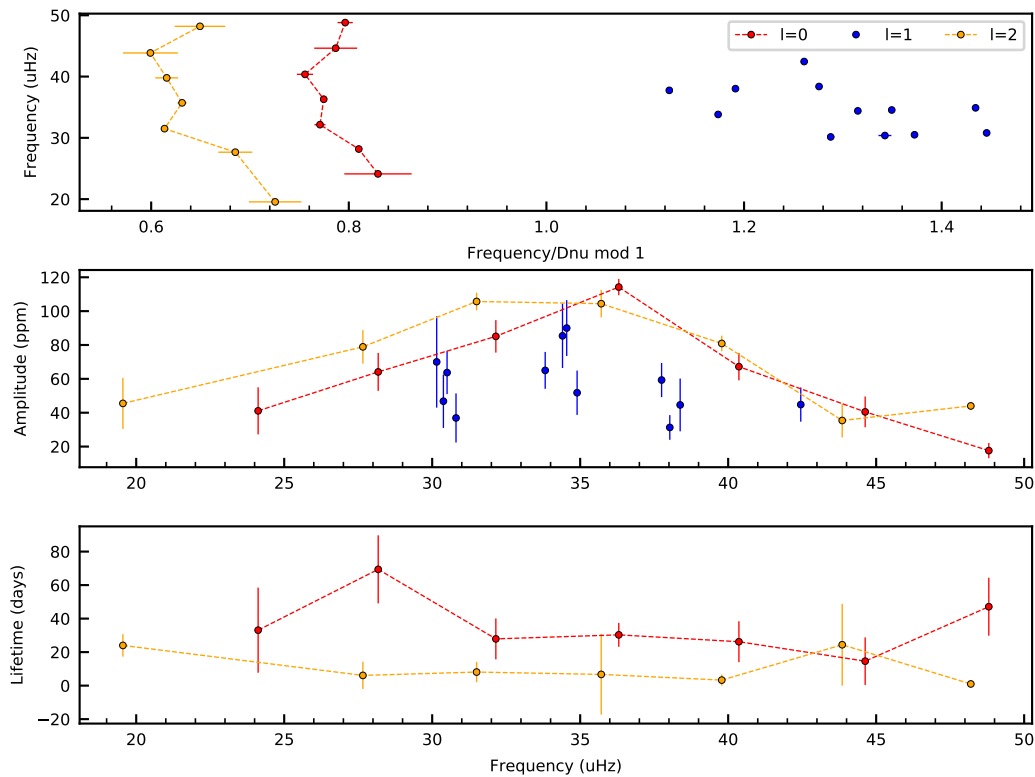 50
40
30
20
Frequency (uHz)
l=0 l=1 l=2
0.6 0.8 1.0 1.2 1.4
Frequency/Dnu mod 1
120
100
80
60
40
20
Amplitude (ppm)
20 25 30 35 40 45 50
80
60
40
20
0
−20
Lifetime (days)
20 25 30 35 40 45 50
Frequency (uHz)